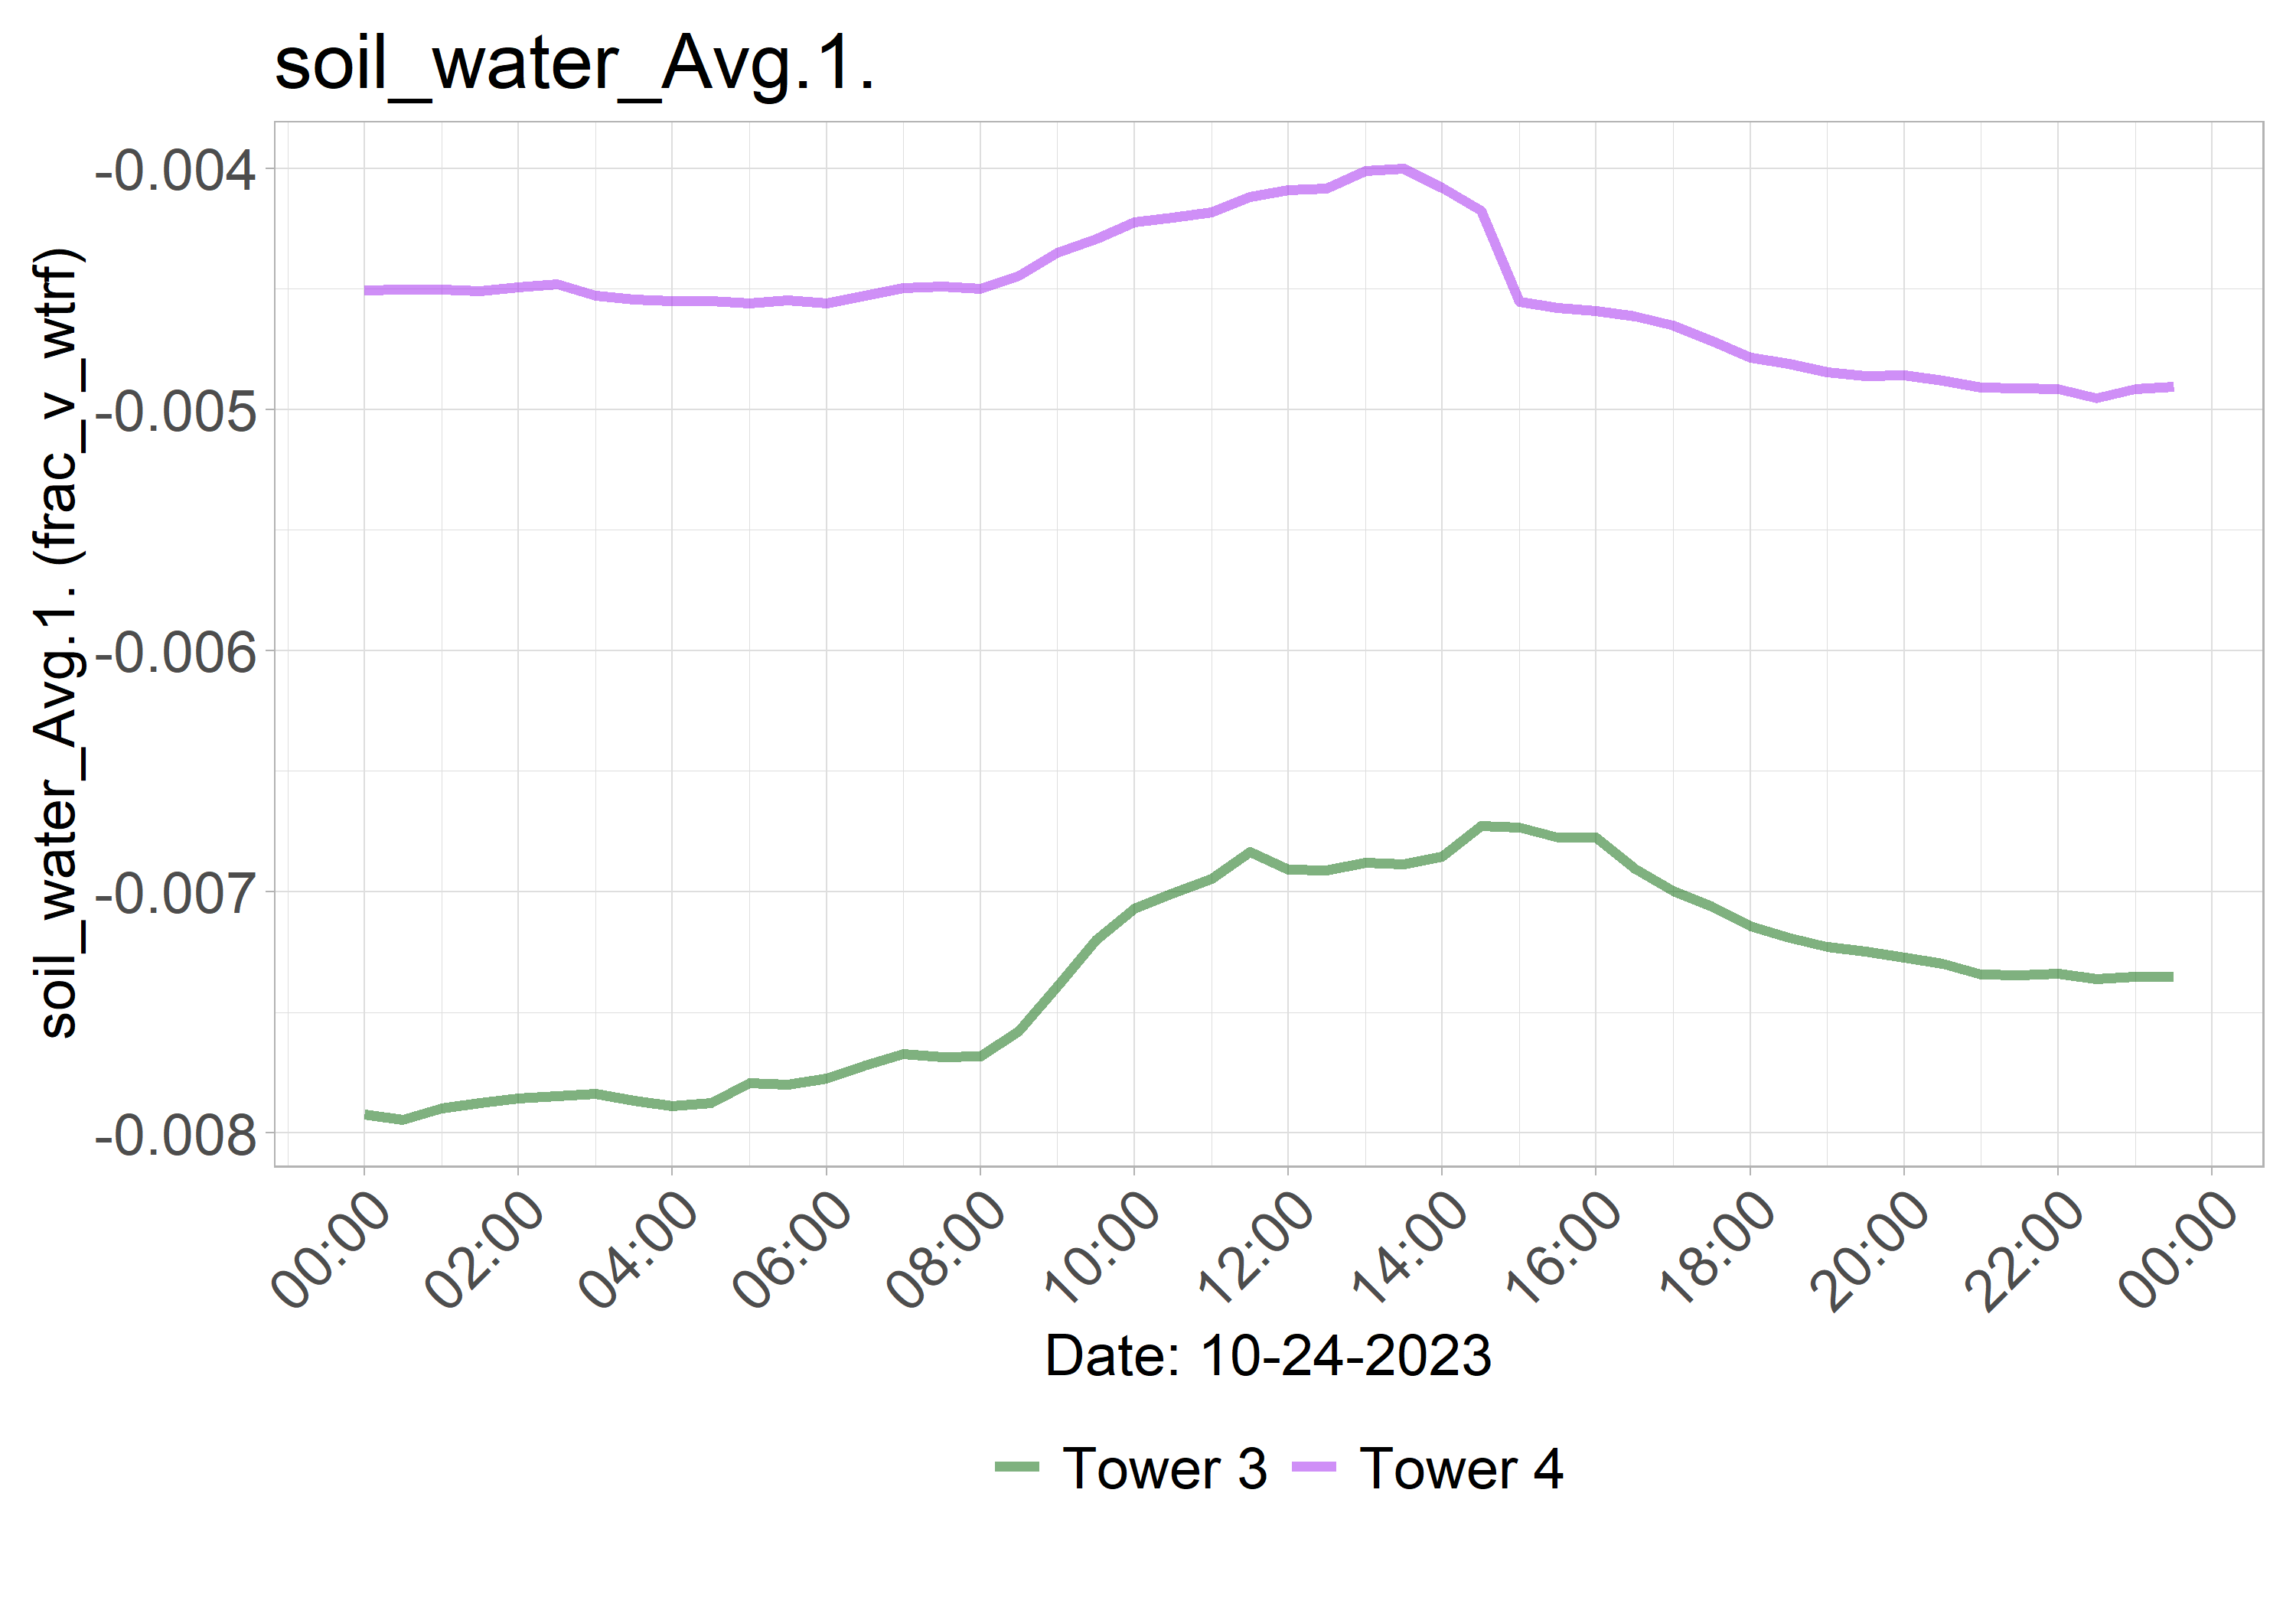 soil_water_Avg.1.
soil_water_Avg.1. (frac_v_wtrf)
-0.004
-0.005
-0.006
-0.007
-0.008
00:00 02:00 04:00 06:00 08:00 10:00 12:00 14:00 16:00 18:00 20:00 22:00 00:00
Date: 10-24-2023
Tower 3 Tower 4